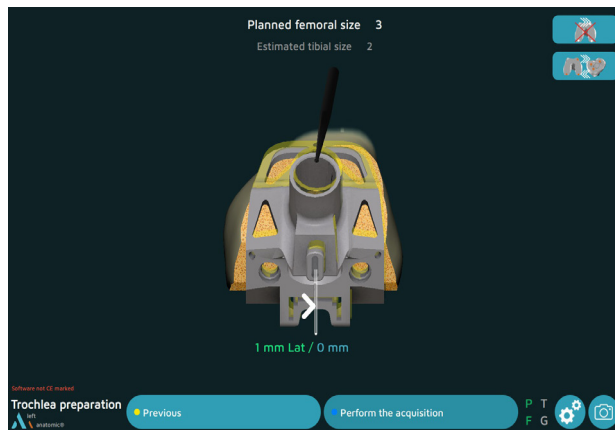 Planned femoral size 3
Estimated tibial size 2
1 mm Lat / 0 mm
Software not CE marked
Trochlea preparation
left
anatomic®
Previous
Perform the acquisition
P T
F G